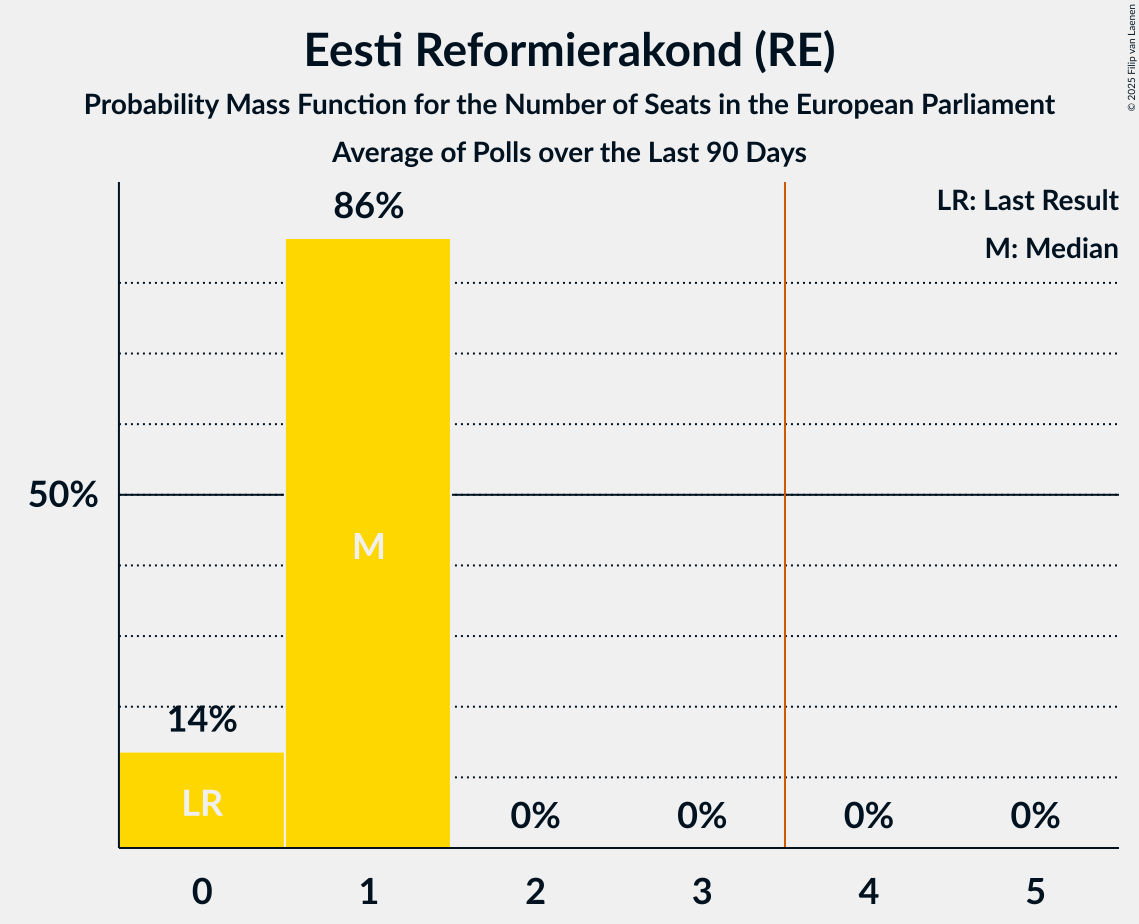 Eesti Reformierakond (RE)
Probability Mass Function for the Number of Seats in the European Parliament
Average of Polls over the Last 90 Days
© 2025 Filip van Laenen
LR: Last Result
M: Median
86%
50%
M
14%
LR
0%
0%
0%
0%
0
1
2
3
4
5